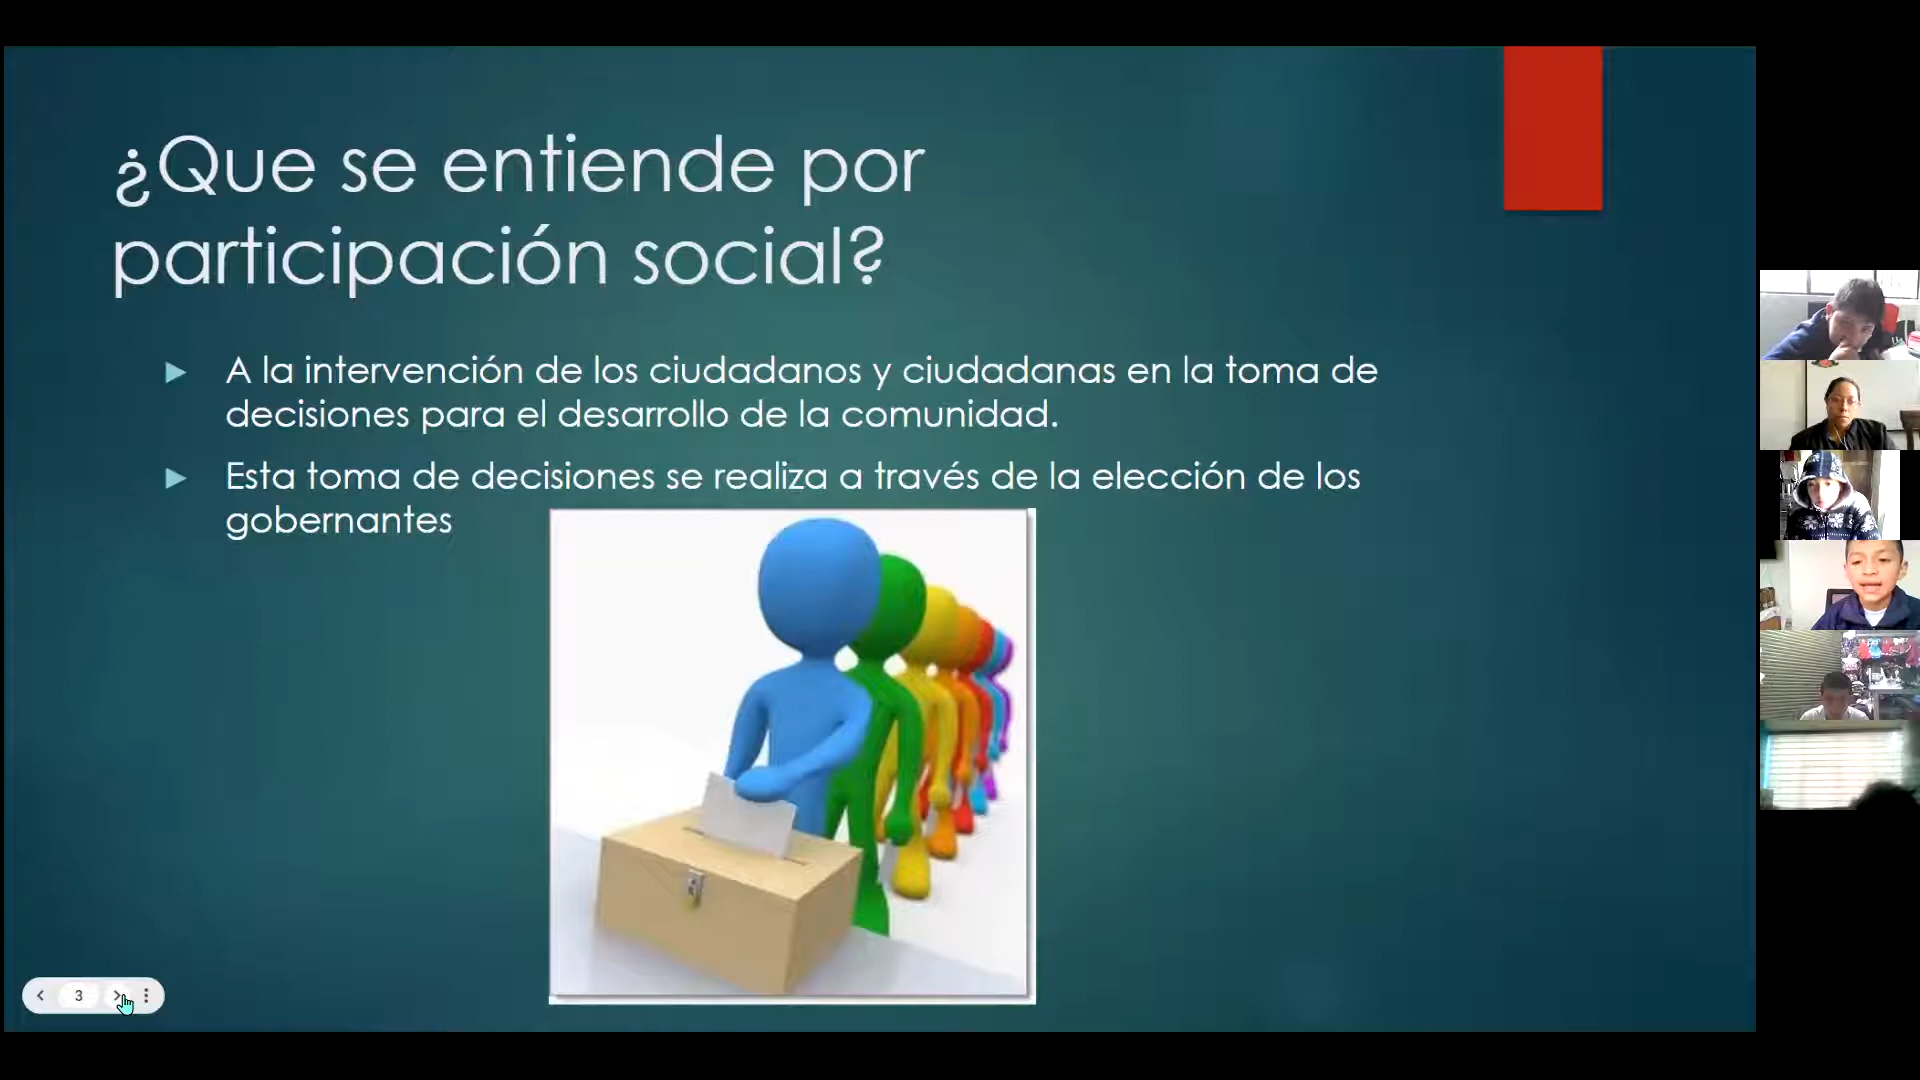 ¿Que se entiende por
participación social?
A la intervención de los ciudadanos y ciudadanas en la toma de
decisiones para el desarrollo de la comunidad.
Esta toma de decisiones se realiza a través de la elección de los
gobernantes
3